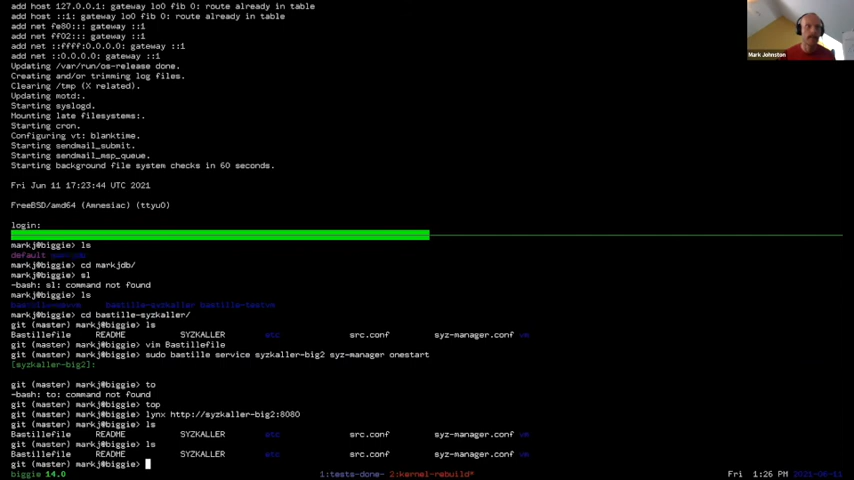 add host 127.0.0.1: gateway lo0 fib 0: route already in table
add host ::1: gateway lo0 fib 0: route already in table
add net fe80::: gateway ::1
add net ff02::: gateway ::1
add net ::ffff:0.0.0.0: gateway ::1
add net ::0.0.0.0: gateway ::1
Updating /var/run/os-release done.
Creating and/or trimming log files.
Clearing /tmp (X related).
Updating motd:.
Starting syslogd.
Mounting late filesystems:.
Starting cron.
Configuring vt: blanktime.
Starting sendmail_submit.
Starting sendmail_msp_queue.
Starting background file system checks in 60 seconds.
Fri Jun 11 17:23:44 UTC 2021
FreeBSD/amd64 (Amnesiac) (ttyu0)
login:
markj@biggie> ls
default markjdb
markj@biggie> cd markjdb/
markj@biggie> sl
-bash: sl: command not found
markj@biggie> ls
bastille-syzkaller bastille-testvm
markj@biggie> cd bastille-syzkaller/
git (master) markj@biggie> ls
Bastillefile README SYZKALLER etc src.conf syz-manager.conf vm
git (master) markj@biggie> vim Bastillefile
git (master) markj@biggie> sudo bastille service syzkaller-big2 syz-manager onestart
[syzkaller-big2]:
git (master) markj@biggie> to
-bash: to: command not found
git (master) markj@biggie> top
git (master) markj@biggie> lynx http://syzkaller-big2:8080
git (master) markj@biggie> ls
Bastillefile README SYZKALLER etc src.conf syz-manager.conf vm
git (master) markj@biggie> ls
Bastillefile README SYZKALLER etc src.conf syz-manager.conf vm
git (master) markj@biggie>
biggie 14.0 1:tests-done- 2:kernel-rebuild* Fri 1:26 PM 2021-06-11
Mark Johnston